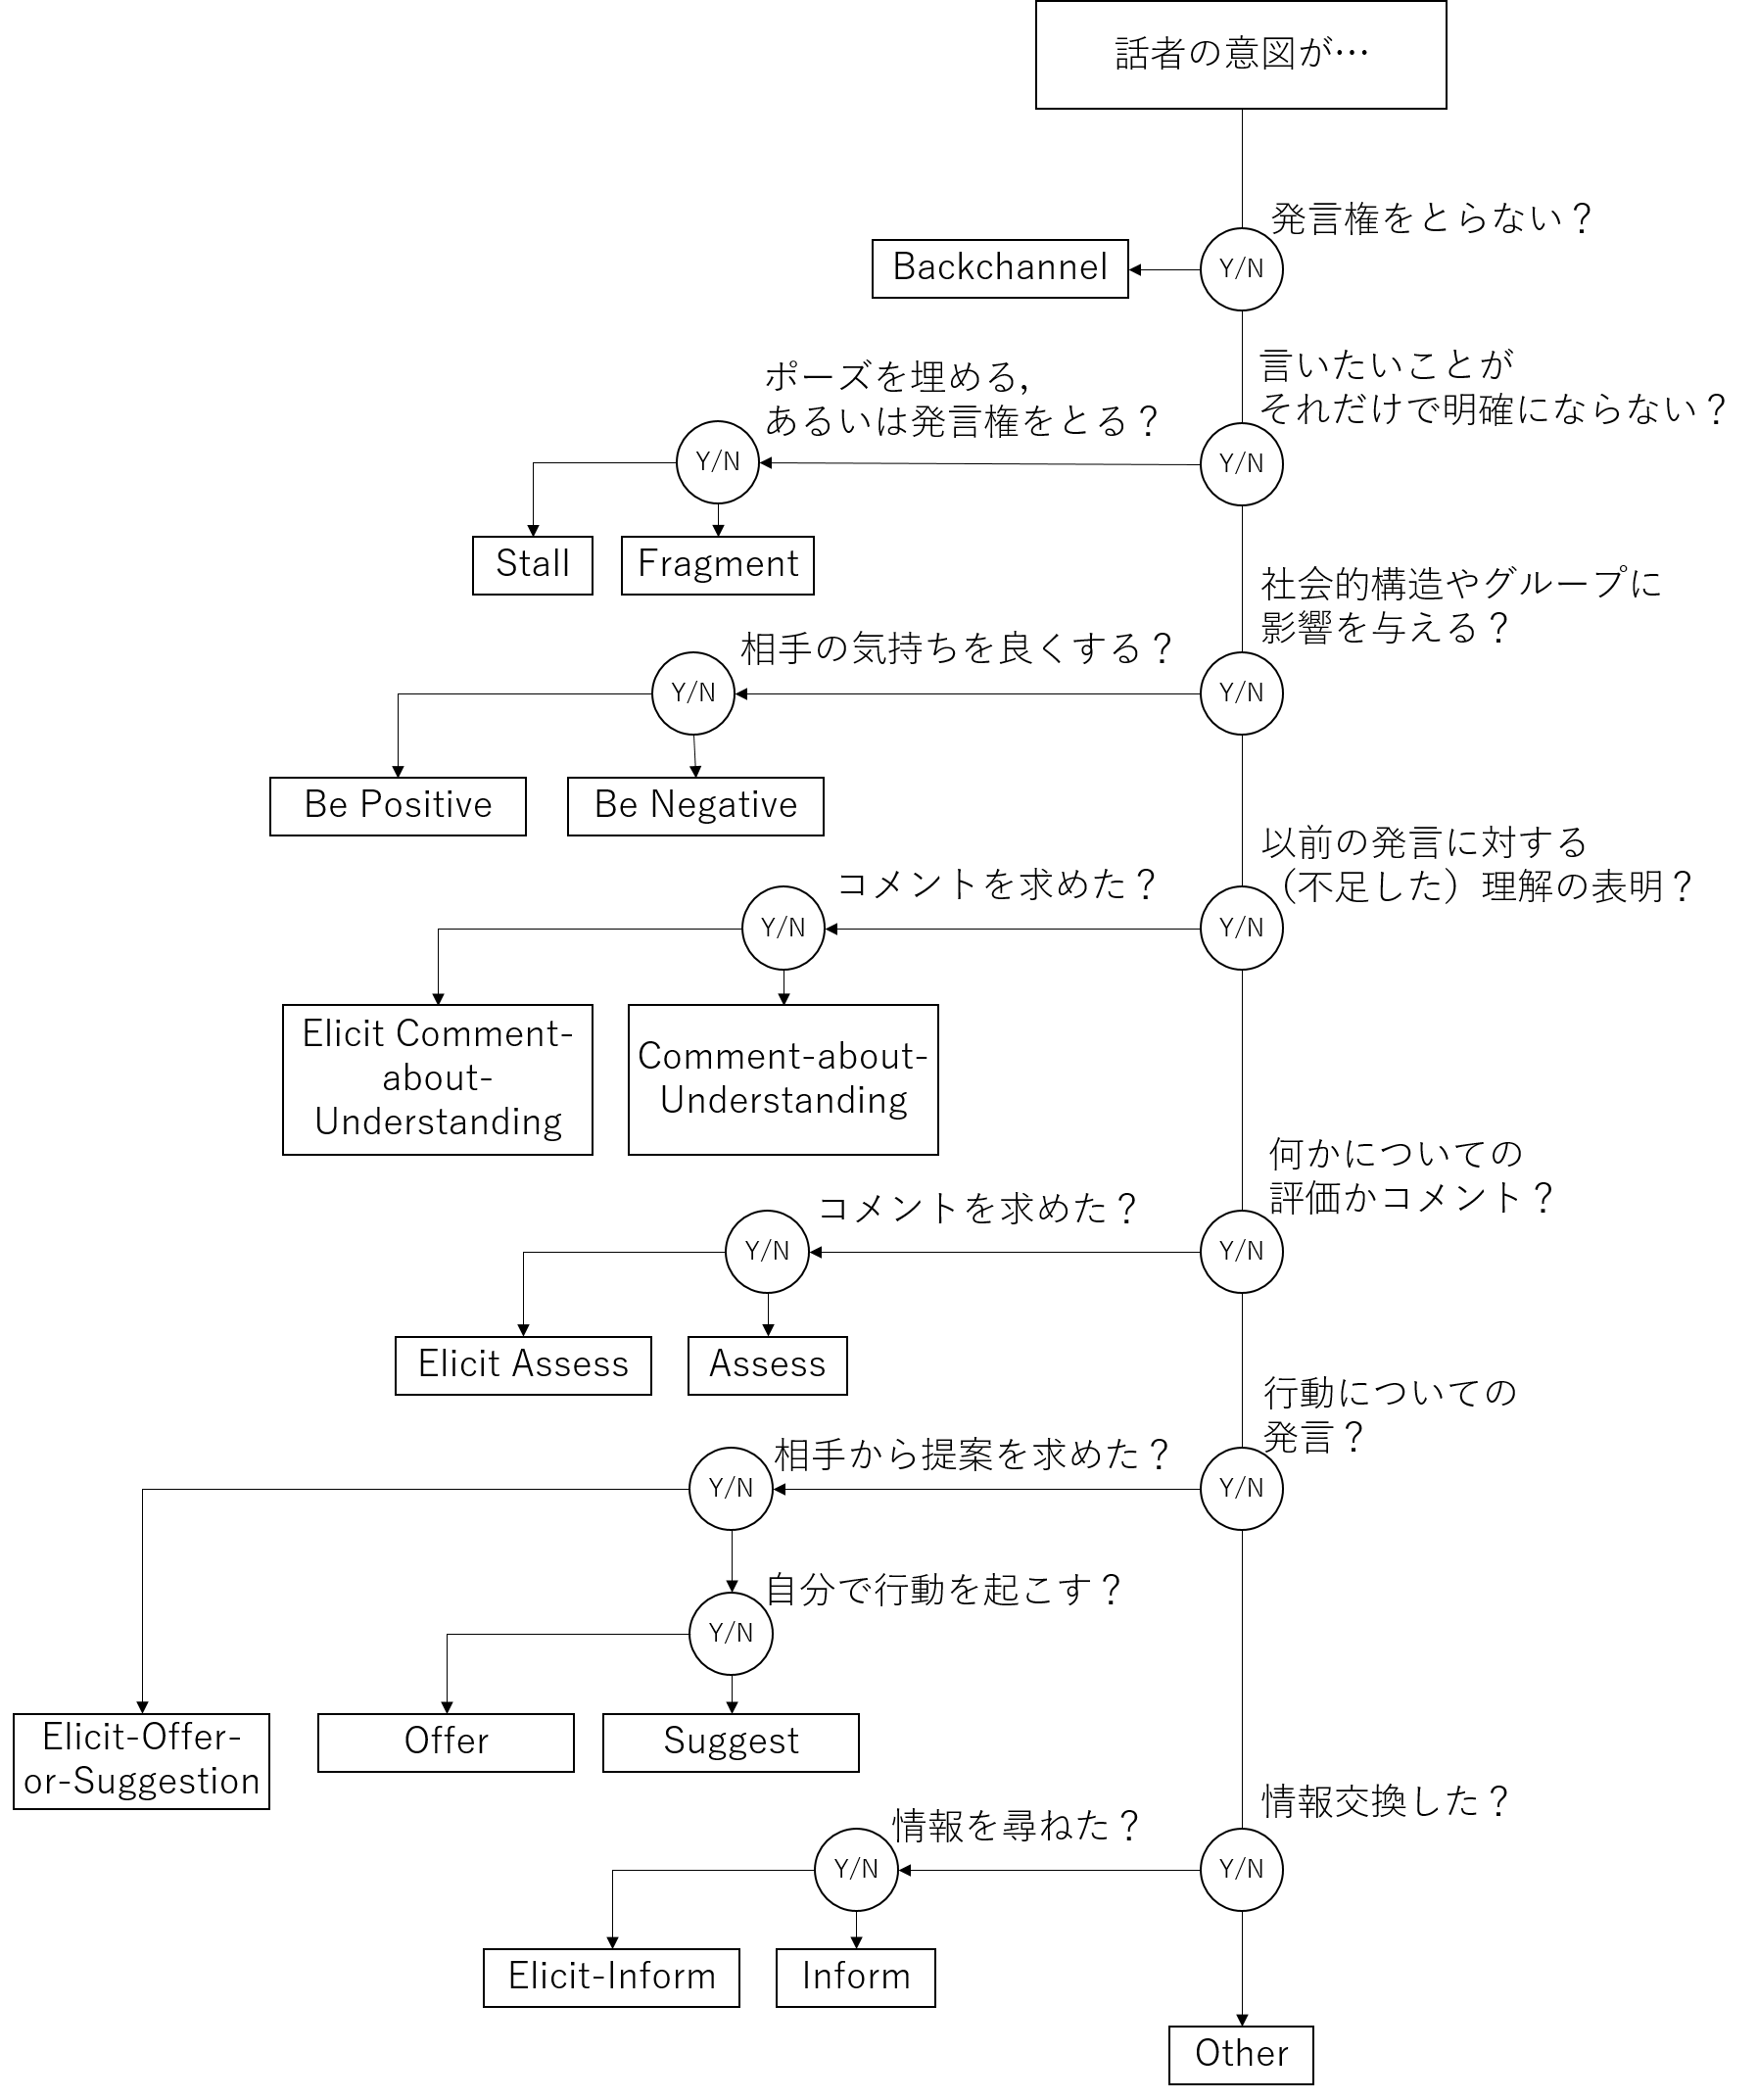 話者の意図が…
発言権をとらない？
Y/N
Backchannel
言いたいことが
それだけで明確にならない？
Y/N
ポーズを埋める,
あるいは発言権をとる？
Y/N
Stall
Fragment
社会的構造やグループに
影響を与える？
Y/N
相手の気持ちを良くする？
Y/N
Be Positive
Be Negative
以前の発言に対する
（不足した）理解の表明？
Y/N
コメントを求めた？
Y/N
Elicit Comment-
about-
Understanding
Comment-about-
Understanding
何かについての
評価かコメント？
Y/N
コメントを求めた？
Y/N
Elicit Assess
Assess
行動についての
発言？
Y/N
相手から提案を求めた？
Y/N
自分で行動を起こす？
Y/N
Elicit-Offer-
or-Suggestion
Offer
Suggest
情報交換した？
Y/N
情報を尋ねた？
Y/N
Elicit-Inform
Inform
Other